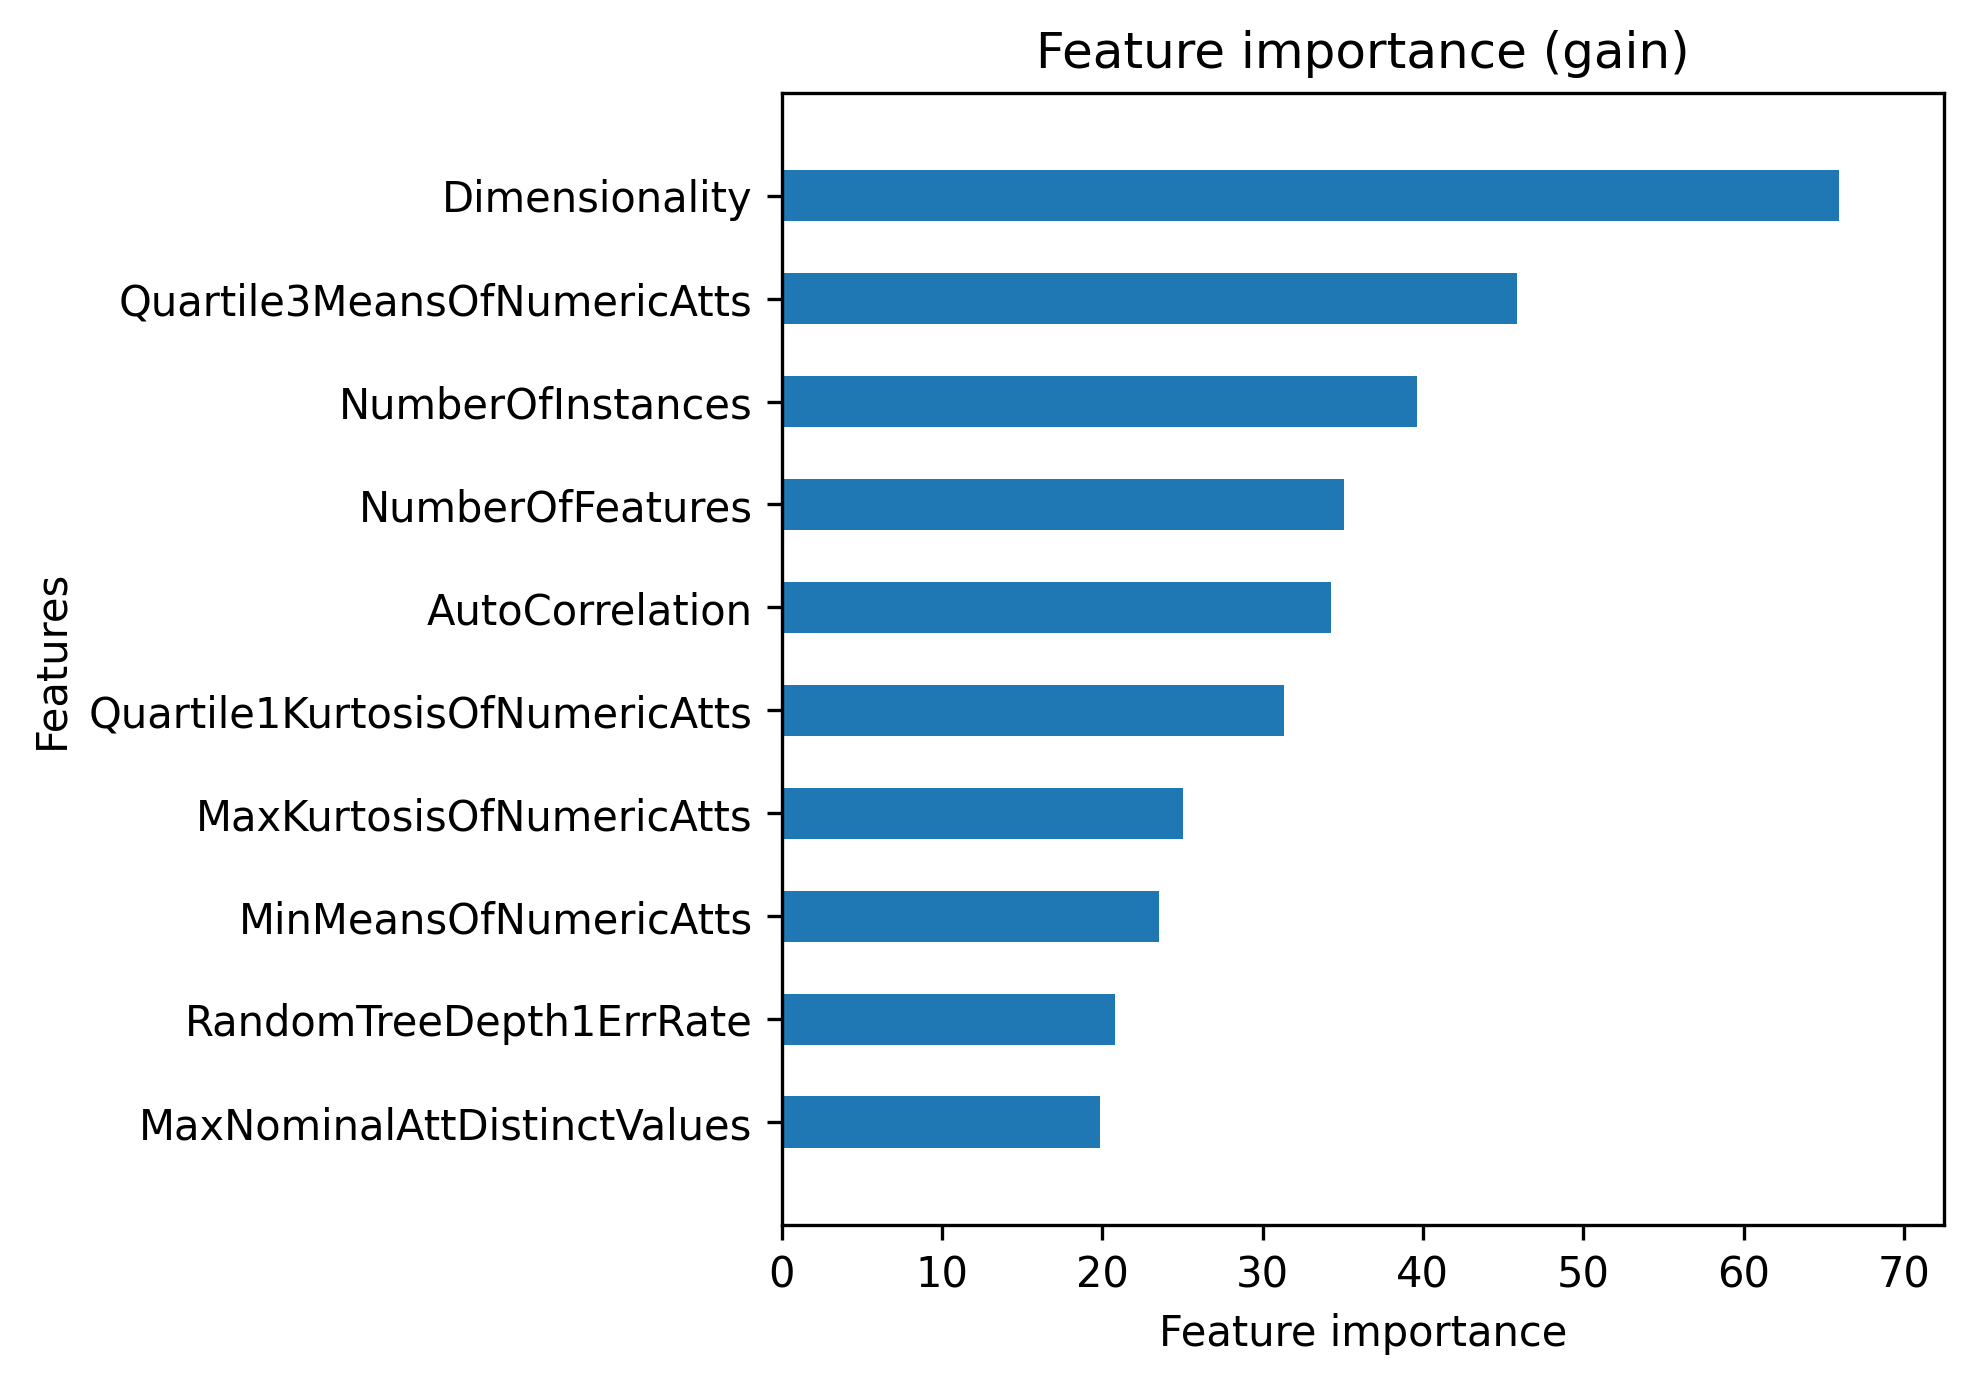 Feature importance (gain)
Dimensionality
Quartile3MeansOfNumericAtts
NumberOfInstances
NumberOfFeatures
AutoCorrelation
Quartile1KurtosisOfNumericAtts
MaxKurtosisOfNumericAtts
MinMeansOfNumericAtts
RandomTreeDepth1ErrRate
MaxNominalAttDistinctValues
Features
0 10 20 30 40 50 60 70
Feature importance